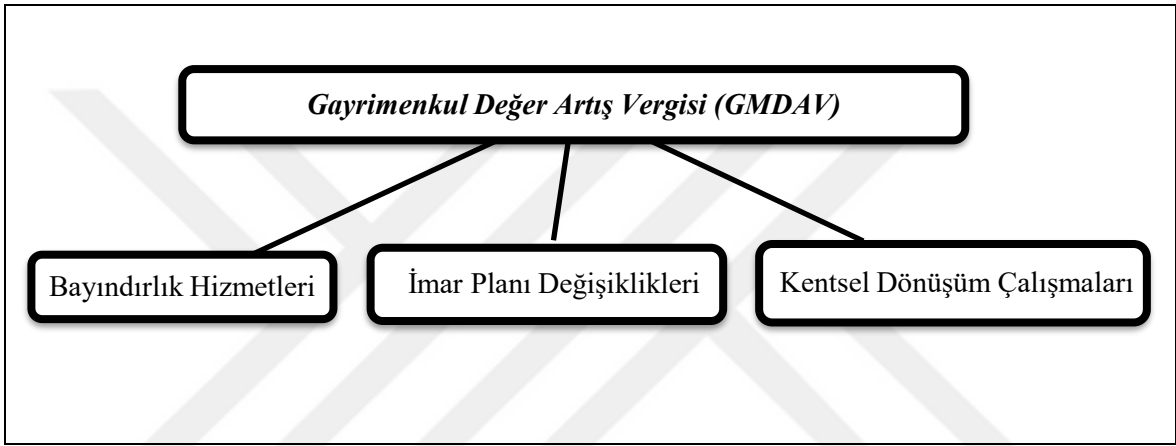 Gayrimenkul Değer Artış Vergisi (GMDAV)
Bayındırlık Hizmetleri
İmar Planı Değişiklikleri
Kentsel Dönüşüm Çalışmaları